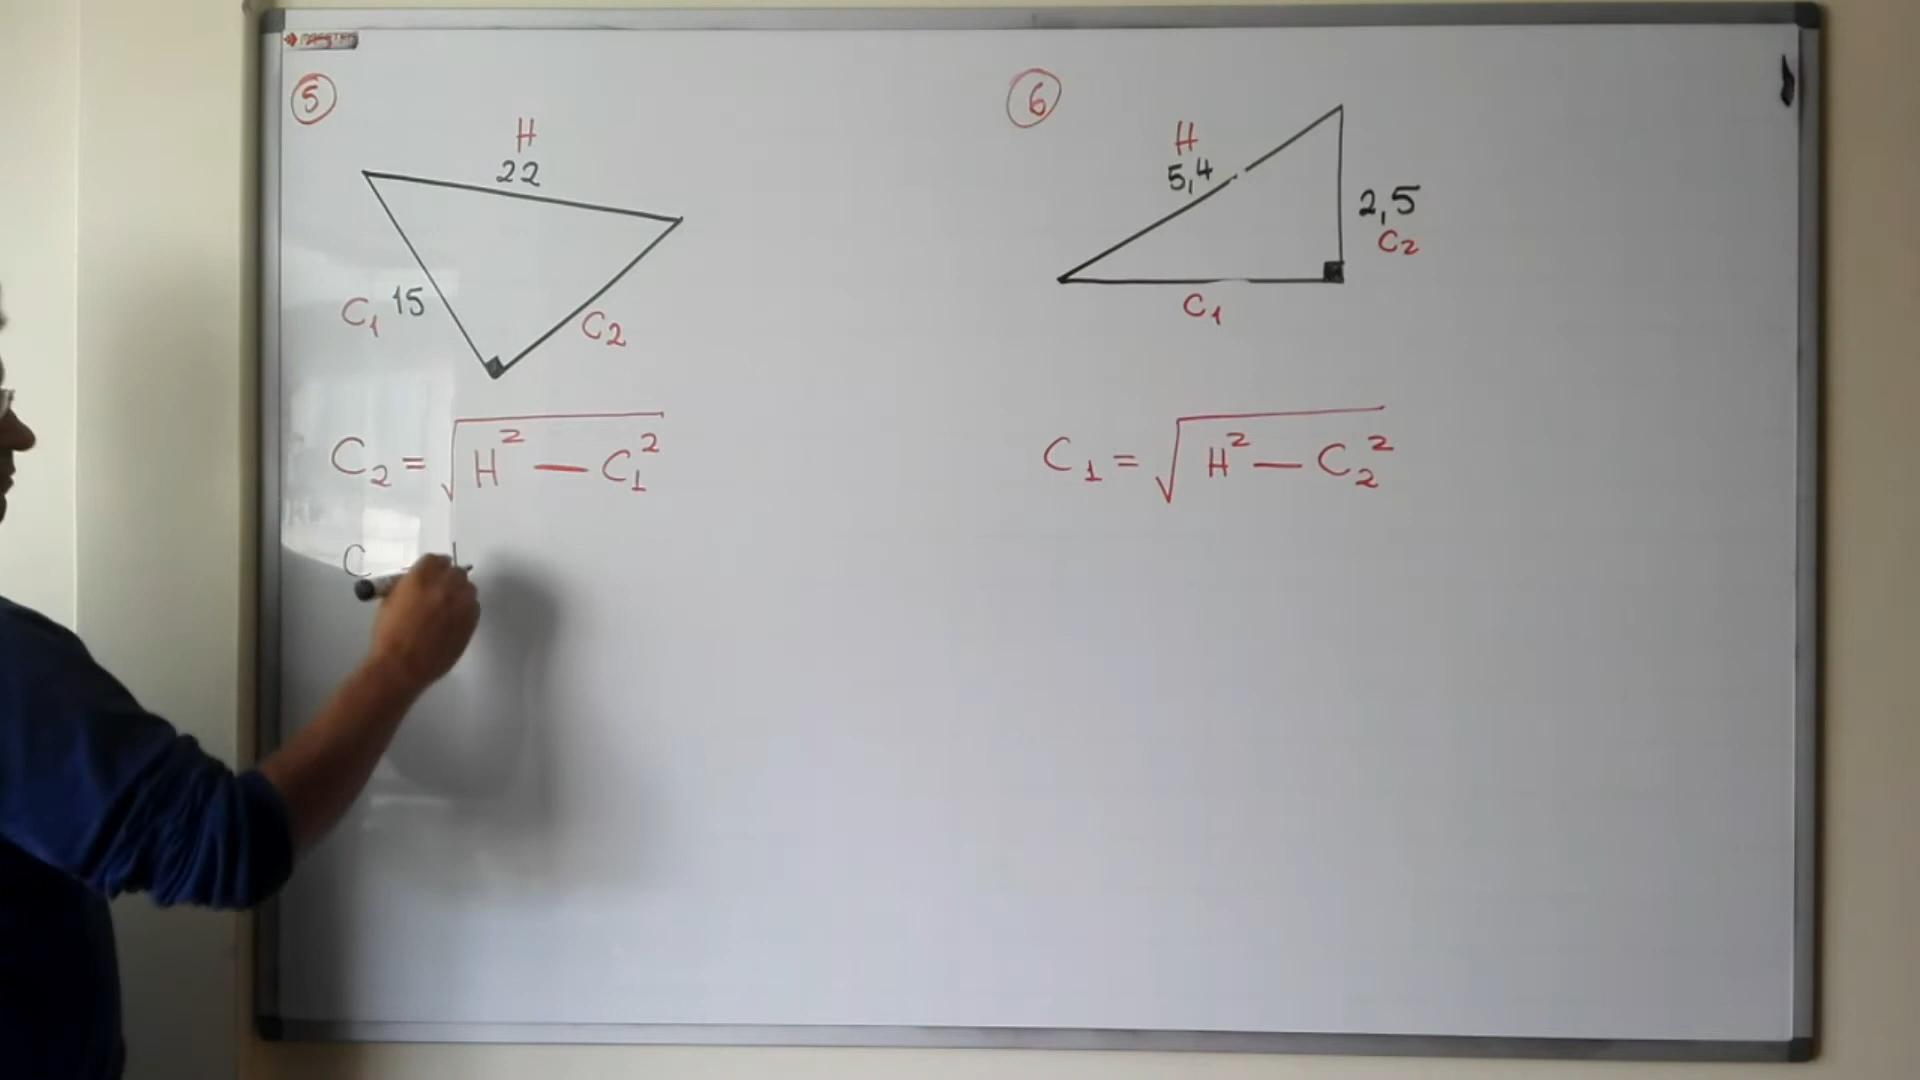 5
H
22
C₁ 15
C₂
C₂ = √H² — C₁²
C
6
H
5,4
2,5
C₂
C₁
C₁ = √H² — C₂²